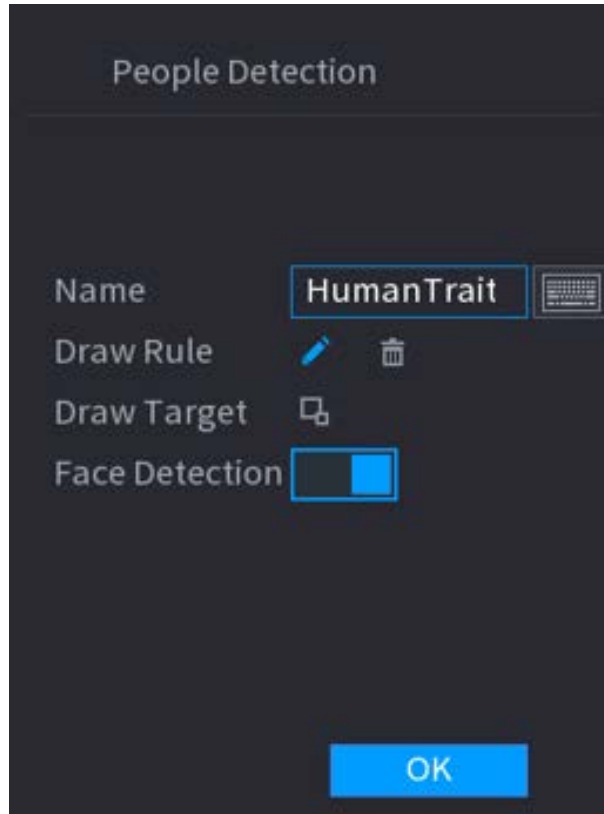 People Detection
Name HumanTrait
Draw Rule
Draw Target
Face Detection
OK